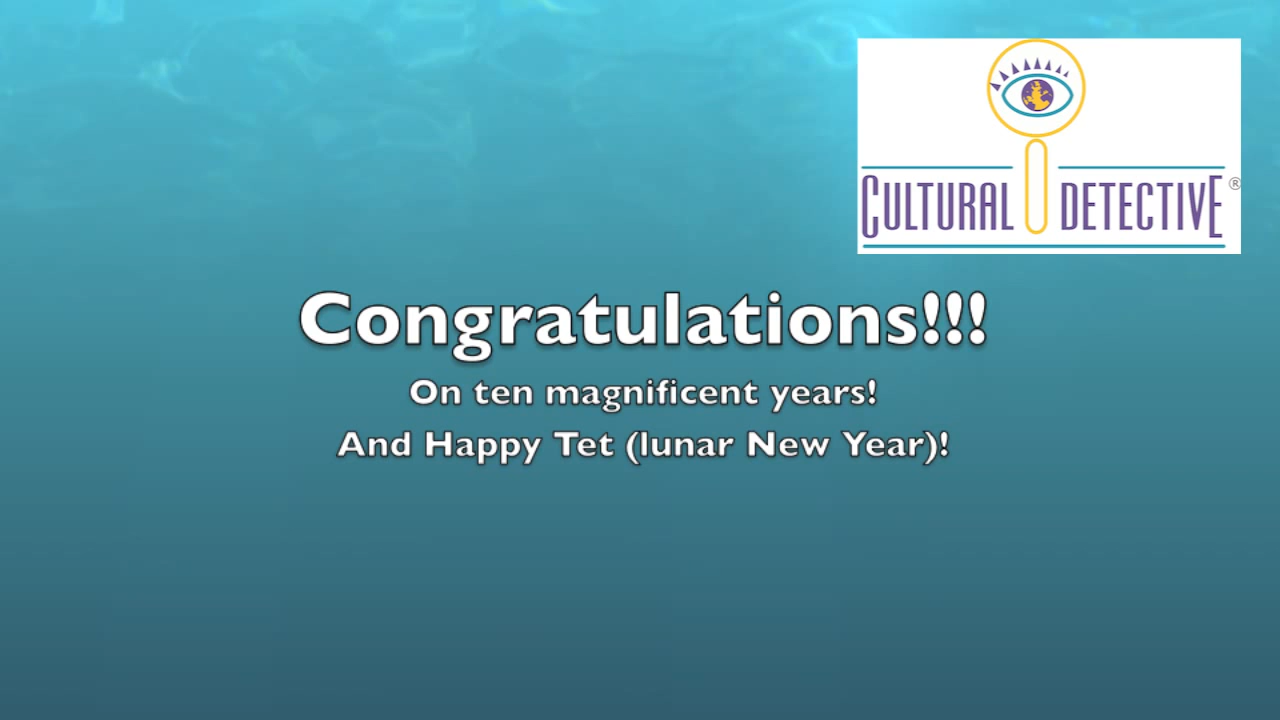 CULTURAL DETECTIVE®
Congratulations!!!
On ten magnificent years!
And Happy Tet (lunar New Year)!